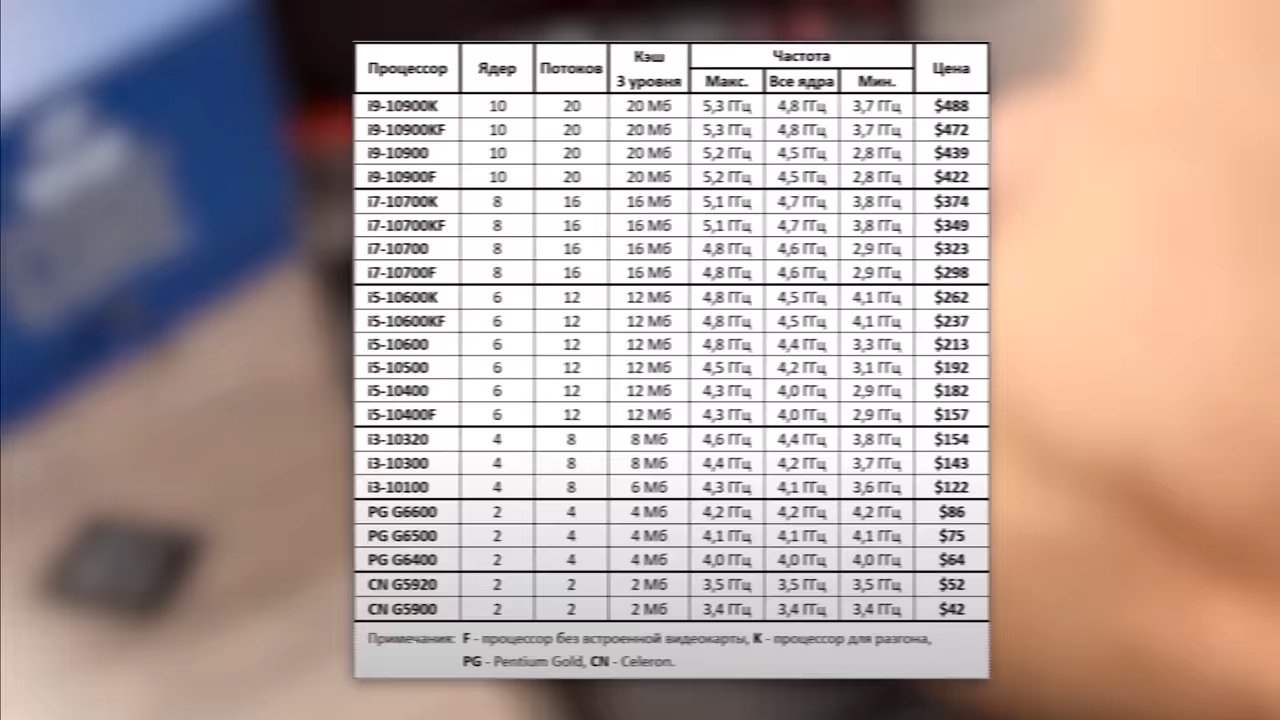 Процессор Ядер Потоков Кэш 3 уровня Частота Цена
Макс. Все ядра Мин.
i9-10900K 10 20 20 Мб 5,3 ГГц 4,8 ГГц 3,7 ГГц $488
i9-10900KF 10 20 20 Мб 5,3 ГГц 4,8 ГГц 3,7 ГГц $472
i9-10900 10 20 20 Мб 5,2 ГГц 4,5 ГГц 2,8 ГГц $439
i9-10900F 10 20 20 Мб 5,2 ГГц 4,5 ГГц 2,8 ГГц $422
i7-10700K 8 16 16 Мб 5,1 ГГц 4,7 ГГц 3,8 ГГц $374
i7-10700KF 8 16 16 Мб 5,1 ГГц 4,7 ГГц 3,8 ГГц $349
i7-10700 8 16 16 Мб 4,8 ГГц 4,6 ГГц 2,9 ГГц $323
i7-10700F 8 16 16 Мб 4,8 ГГц 4,6 ГГц 2,9 ГГц $298
i5-10600K 6 12 12 Мб 4,8 ГГц 4,5 ГГц 4,1 ГГц $262
i5-10600KF 6 12 12 Мб 4,8 ГГц 4,5 ГГц 4,1 ГГц $237
i5-10600 6 12 12 Мб 4,8 ГГц 4,4 ГГц 3,3 ГГц $213
i5-10500 6 12 12 Мб 4,5 ГГц 4,2 ГГц 3,1 ГГц $192
i5-10400 6 12 12 Мб 4,3 ГГц 4,0 ГГц 2,9 ГГц $182
i5-10400F 6 12 12 Мб 4,3 ГГц 4,0 ГГц 2,9 ГГц $157
i3-10320 4 8 8 Мб 4,6 ГГц 4,4 ГГц 3,8 ГГц $154
i3-10300 4 8 8 Мб 4,4 ГГц 4,2 ГГц 3,7 ГГц $143
i3-10100 4 8 6 Мб 4,3 ГГц 4,1 ГГц 3,6 ГГц $122
PG G6600 2 4 4 Мб 4,2 ГГц 4,2 ГГц 4,2 ГГц $86
PG G6500 2 4 4 Мб 4,1 ГГц 4,1 ГГц 4,1 ГГц $75
PG G6400 2 4 4 Мб 4,0 ГГц 4,0 ГГц 4,0 ГГц $64
CN G5920 2 2 2 Мб 3,5 ГГц 3,5 ГГц 3,5 ГГц $52
CN G5900 2 2 2 Мб 3,4 ГГц 3,4 ГГц 3,4 ГГц $42
Примечания: F - процессор без встроенной видеокарты, K - процессор для разгона,
PG - Pentium Gold, CN - Celeron.